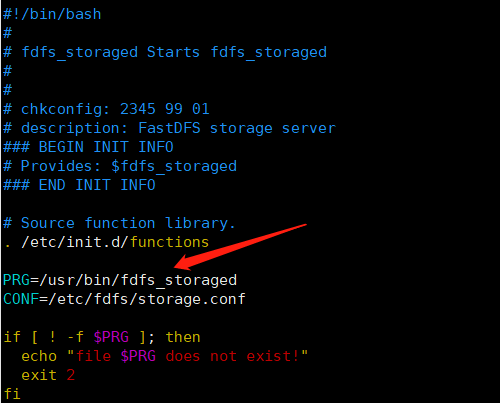 #!/bin/bash
#
# fdfs_storaged Starts fdfs_storaged
#
#
# chkconfig: 2345 99 01
# description: FastDFS storage server
### BEGIN INIT INFO
# Provides: $fdfs_storaged
### END INIT INFO
# Source function library.
. /etc/init.d/functions
PRG=/usr/bin/fdfs_storaged
CONF=/etc/fdfs/storage.conf
if [ ! -f $PRG ]; then
  echo "file $PRG does not exist!"
  exit 2
fi